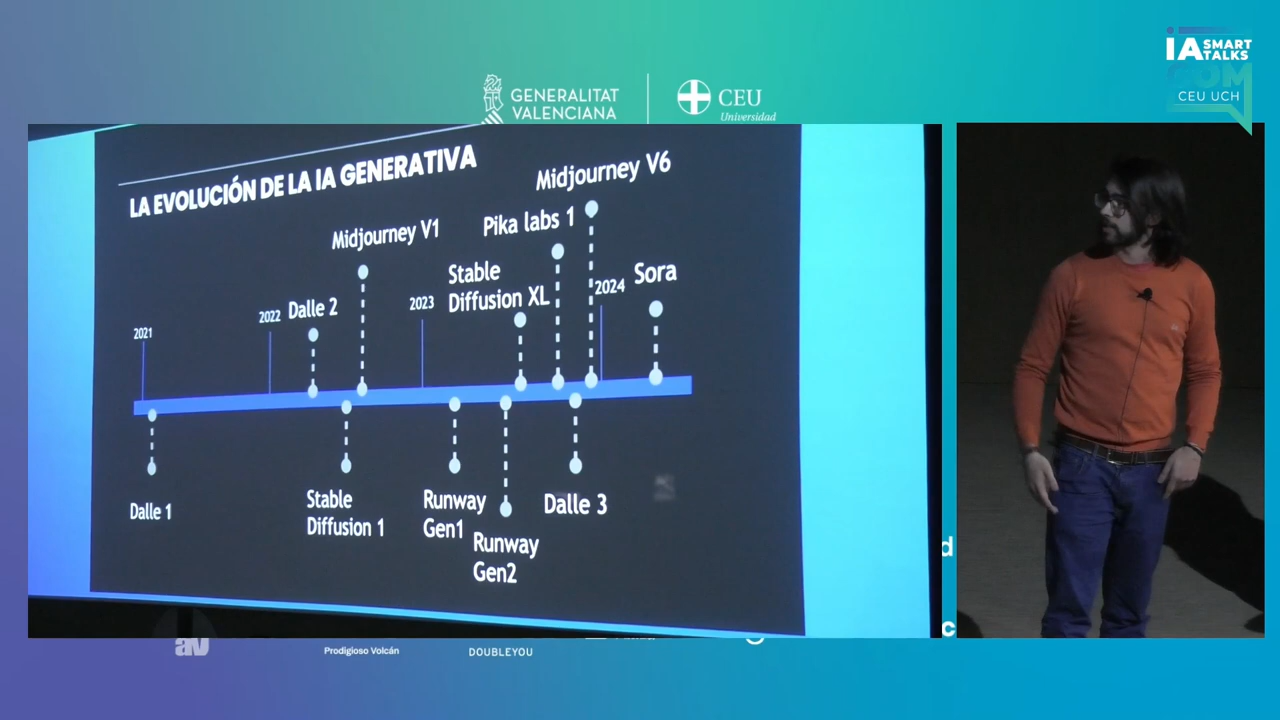 IA SMART
TALKS
COM
CEU UCH
GENERALITAT
VALENCIANA
CEU
Universidad
LA EVOLUCIÓN DE LA IA GENERATIVA
Midjourney V6
Pika labs 1
Midjourney V1
Stable
Diffusion XL
Sora
2024
2023
2022
Dalle 2
2021
Dalle 1
Stable
Diffusion 1
Runway
Gen1
Runway
Gen2
Dalle 3
d
c
av
Prodigioso Volcán
DOUBLEYOU